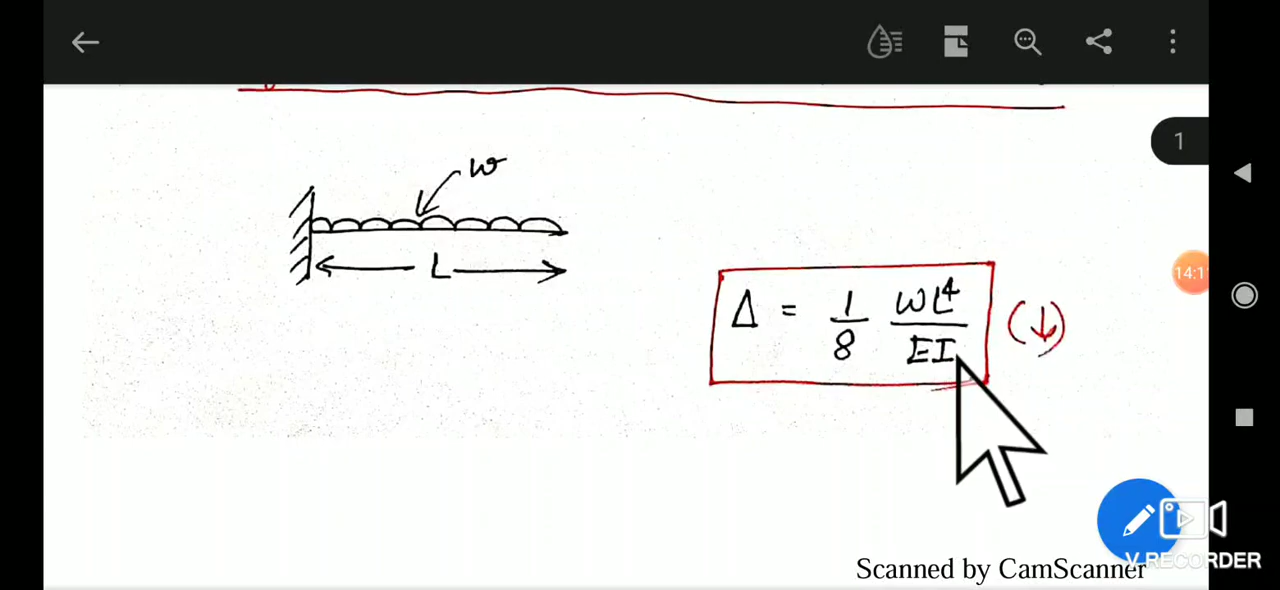 1
w
L
14:1
Δ = 1/8 WL⁴/EI (↓)
V.RECORDER
Scanned by CamScanner